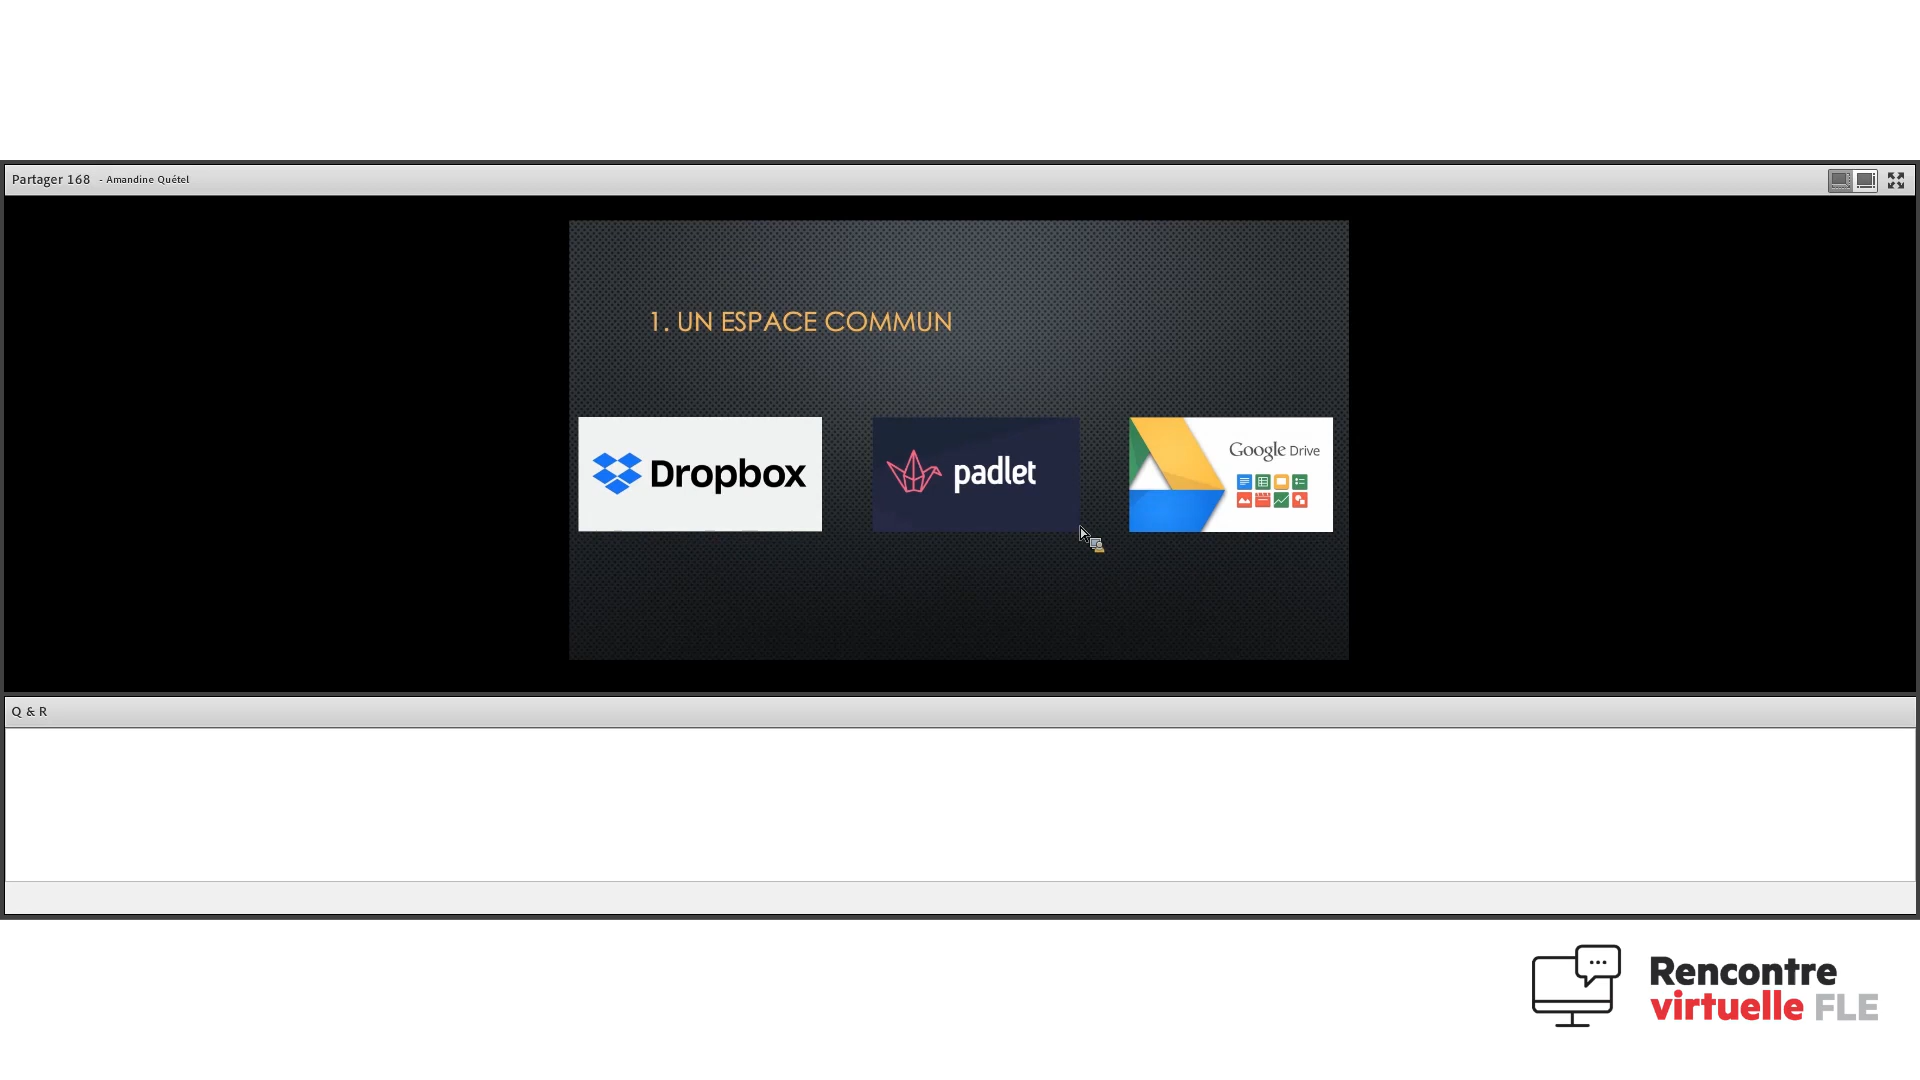 Partager 168 - Amandine Quétel
1. UN ESPACE COMMUN
Dropbox
padlet
Google Drive
Q & R
Rencontre
virtuelle FLE